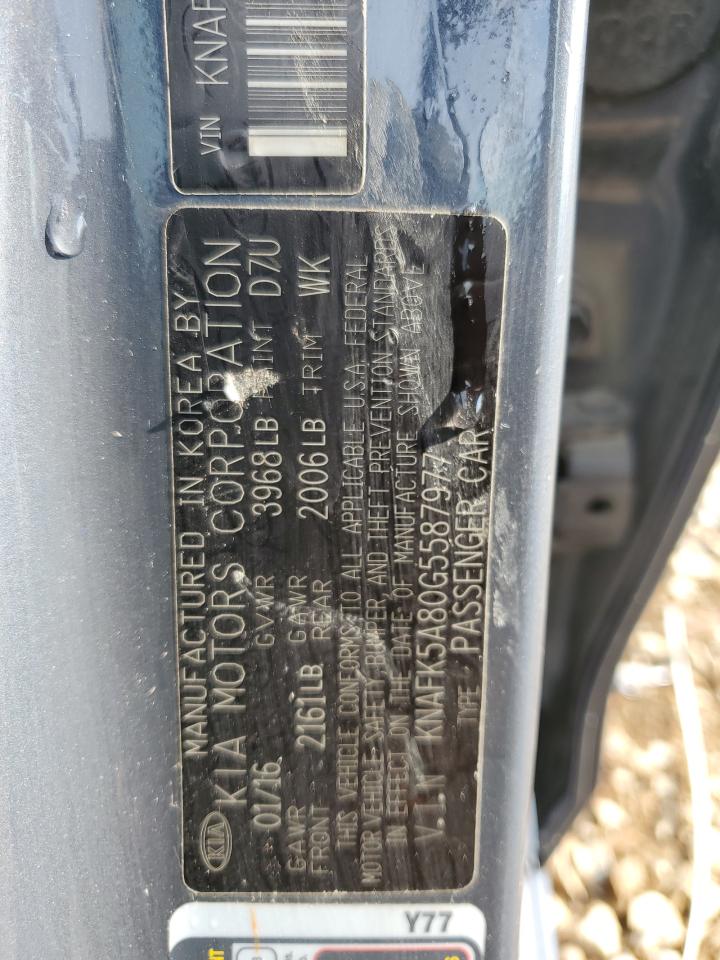 VIN KNAF
MANUFACTURED IN KOREA BY
KIA KIA MOTORS CORPORATION
01/16 GVWR 3968LB PAINT D7U
GAWR FRONT 2161LB GAWR REAR 2006LB TRIM WK
THIS VEHICLE CONFORMS TO ALL APPLICABLE U.S.A. FEDERAL
MOTOR VEHICLE SAFETY, BUMPER, AND THEFT PREVENTION STANDARDS
IN EFFECT ON THE DATE OF MANUFACTURE SHOWN ABOVE
V.I.N KNAFK5A80G5587977
TYPE PASSENGER CAR
Y77